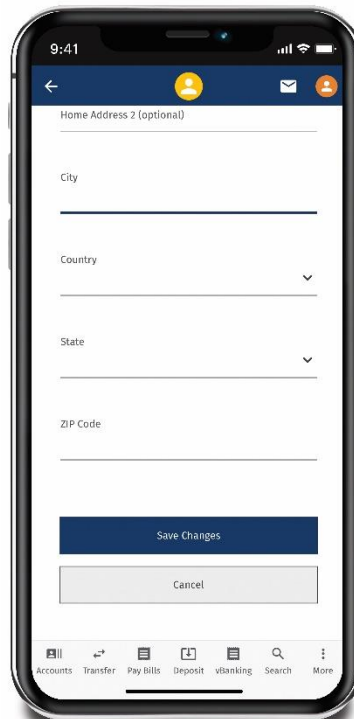 9:41
Home Address 2 (optional)
City
Country
State
ZIP Code
Save Changes
Cancel
Accounts Transfer Pay Bills Deposit vBanking Search More